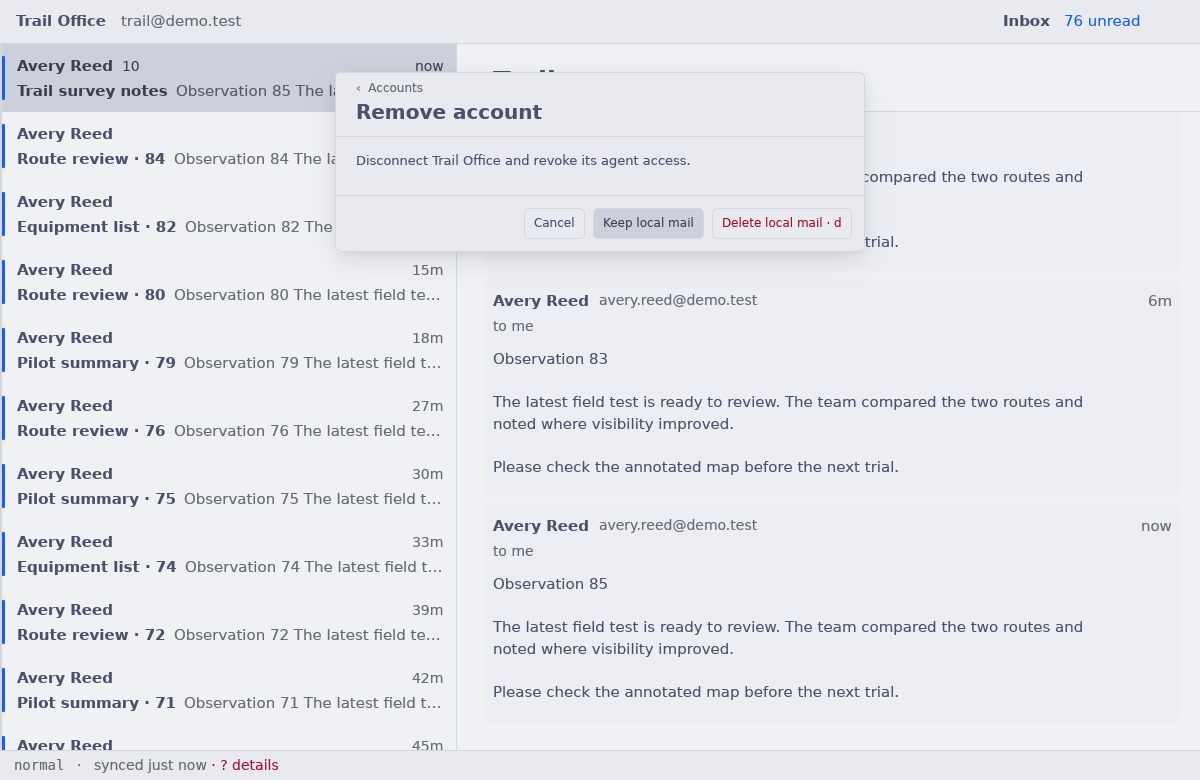 Trail Office trail@demo.test
Inbox 76 unread
Avery Reed 10 now
Trail survey notes Observation 85 The
Avery Reed
Route review · 84 Observation 84 The
Avery Reed
Equipment list · 82 Observation 82 The
Avery Reed 15m
Route review · 80 Observation 80 The latest field te…
Avery Reed 18m
Pilot summary · 79 Observation 79 The latest field t…
Avery Reed 27m
Route review · 76 Observation 76 The latest field te…
Avery Reed 30m
Pilot summary · 75 Observation 75 The latest field t…
Avery Reed 33m
Equipment list · 74 Observation 74 The latest field t…
Avery Reed 39m
Route review · 72 Observation 72 The latest field te…
Avery Reed 42m
Pilot summary · 71 Observation 71 The latest field t…
Avery Reed 45m
‹ Accounts
Remove account
Disconnect Trail Office and revoke its agent access.
Cancel Keep local mail Delete local mail · d
compared the two routes and
trial.
Avery Reed avery.reed@demo.test 6m
to me
Observation 83
The latest field test is ready to review. The team compared the two routes and
noted where visibility improved.
Please check the annotated map before the next trial.
Avery Reed avery.reed@demo.test now
to me
Observation 85
The latest field test is ready to review. The team compared the two routes and
noted where visibility improved.
Please check the annotated map before the next trial.
normal · synced just now · ? details